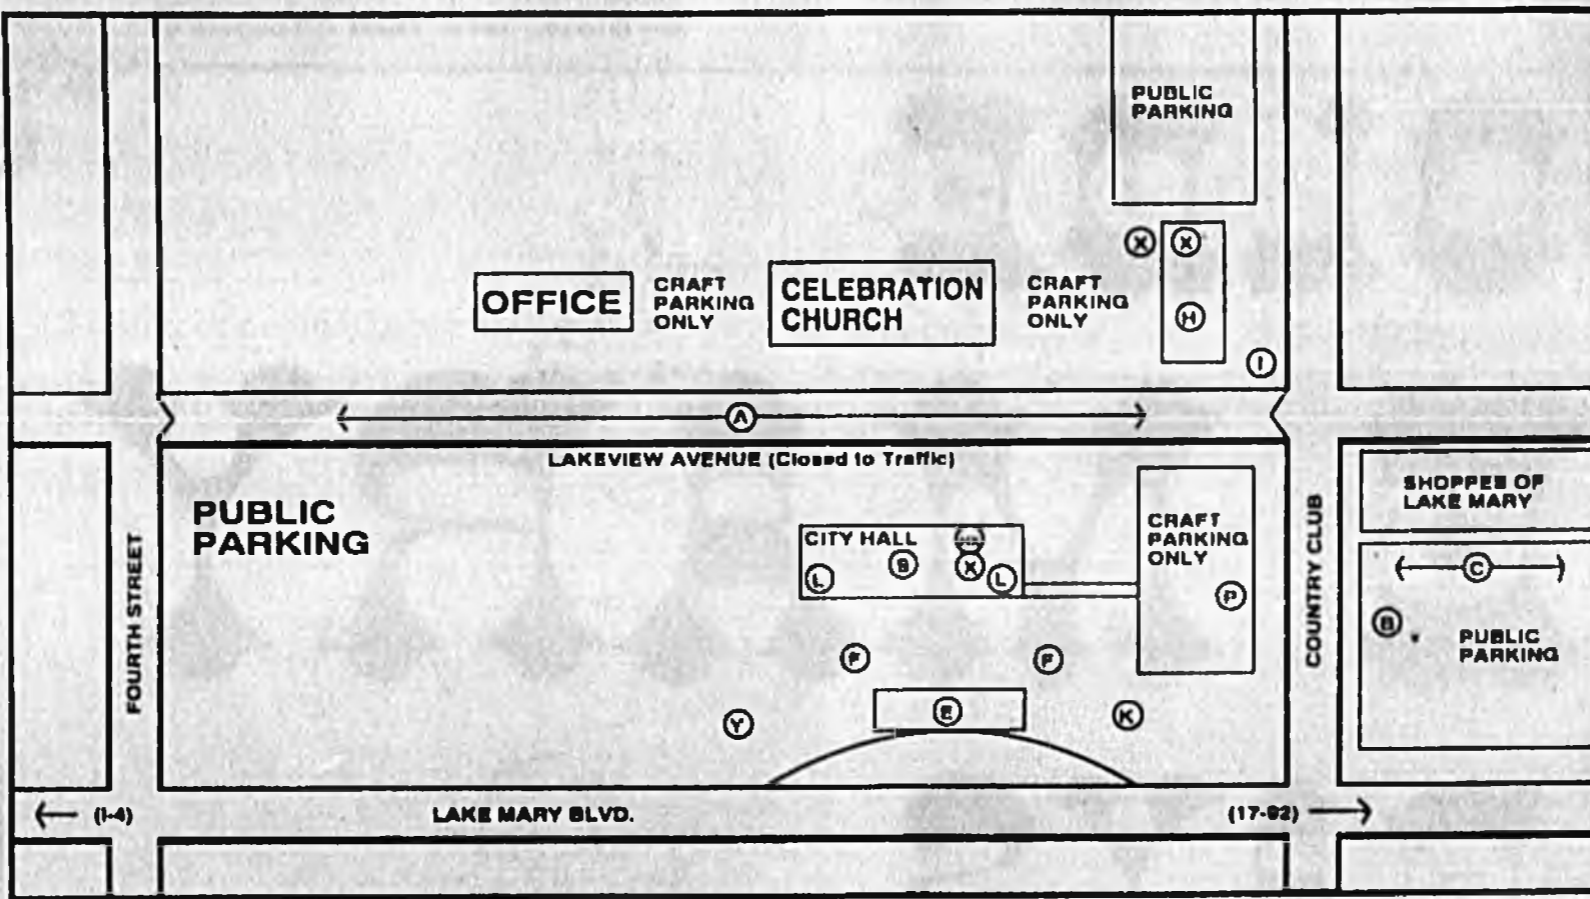 PUBLIC
PARKING
X
X
OFFICE
CRAFT
PARKING
ONLY
CELEBRATION
CHURCH
CRAFT
PARKING
ONLY
H
I
A
LAKEVIEW AVENUE (Closed to Traffic)
PUBLIC
PARKING
CITY HALL
L
X
L
CRAFT
PARKING
ONLY
P
SHOPPES OF
LAKE MARY
C
B
PUBLIC
PARKING
FOURTH STREET
COUNTRY CLUB
F
F
Y
E
K
(I-4)
LAKE MARY BLVD.
(17-92)